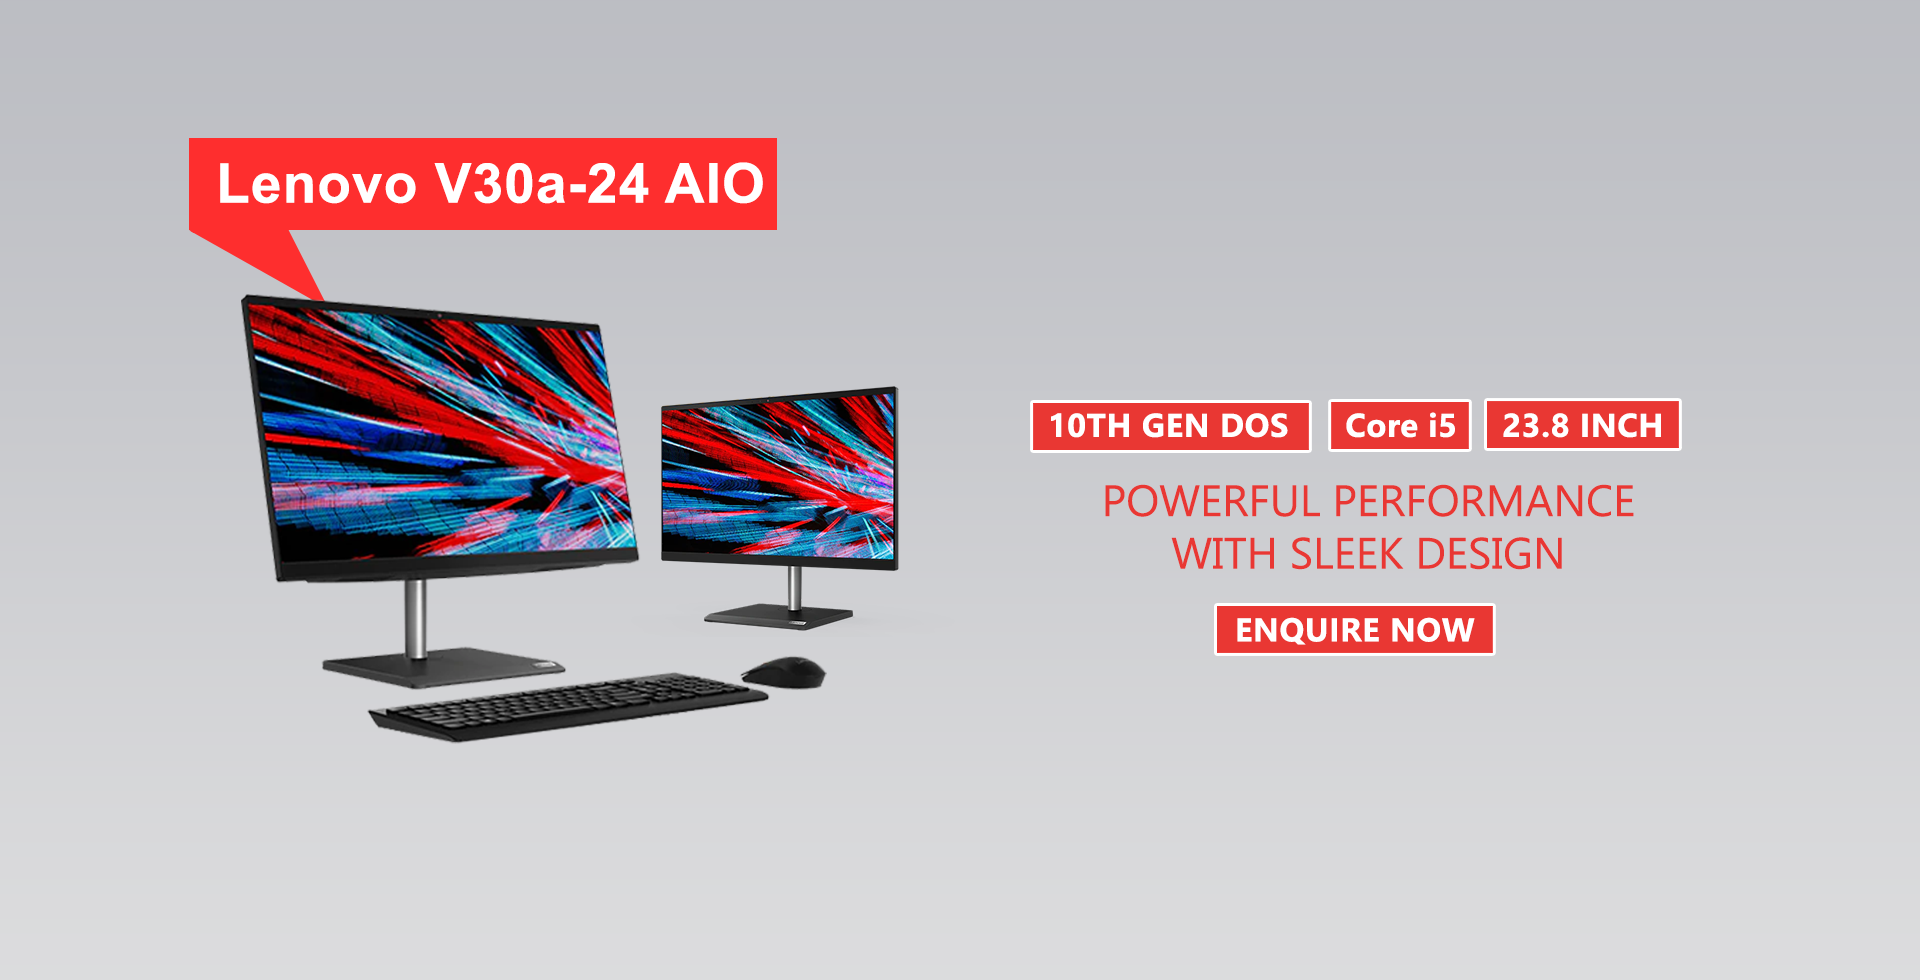 Lenovo V30a-24 AIO
10TH GEN DOS Core i5 23.8 INCH
POWERFUL PERFORMANCE
WITH SLEEK DESIGN
ENQUIRE NOW